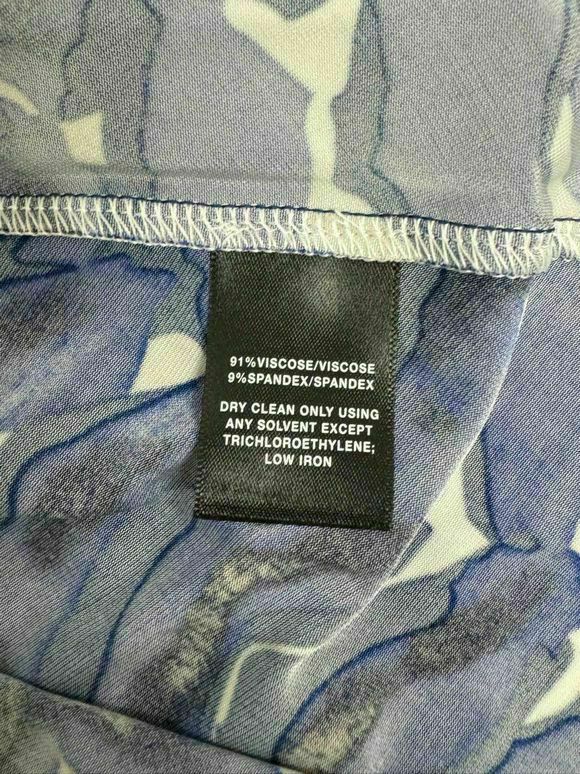 91%VISCOSE/VISCOSE
9%SPANDEX/SPANDEX
DRY CLEAN ONLY USING
ANY SOLVENT EXCEPT
TRICHLOROETHYLENE;
LOW IRON